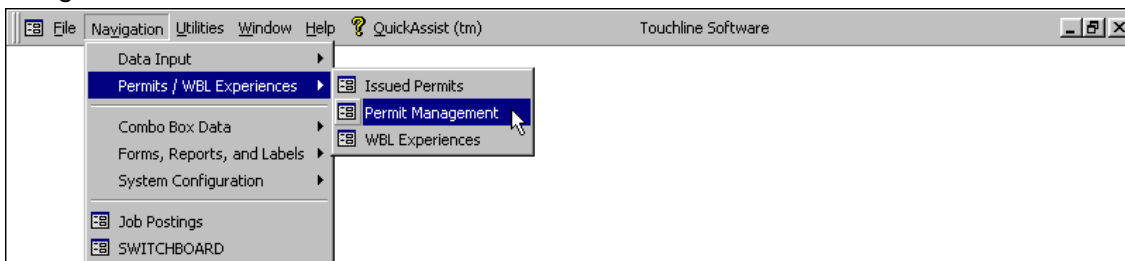 File Navigation Utilities Window Help ? QuickAssist (tm) Touchline Software
Data Input
Permits / WBL Experiences
Issued Permits
Permit Management
WBL Experiences
Combo Box Data
Forms, Reports, and Labels
System Configuration
Job Postings
SWITCHBOARD